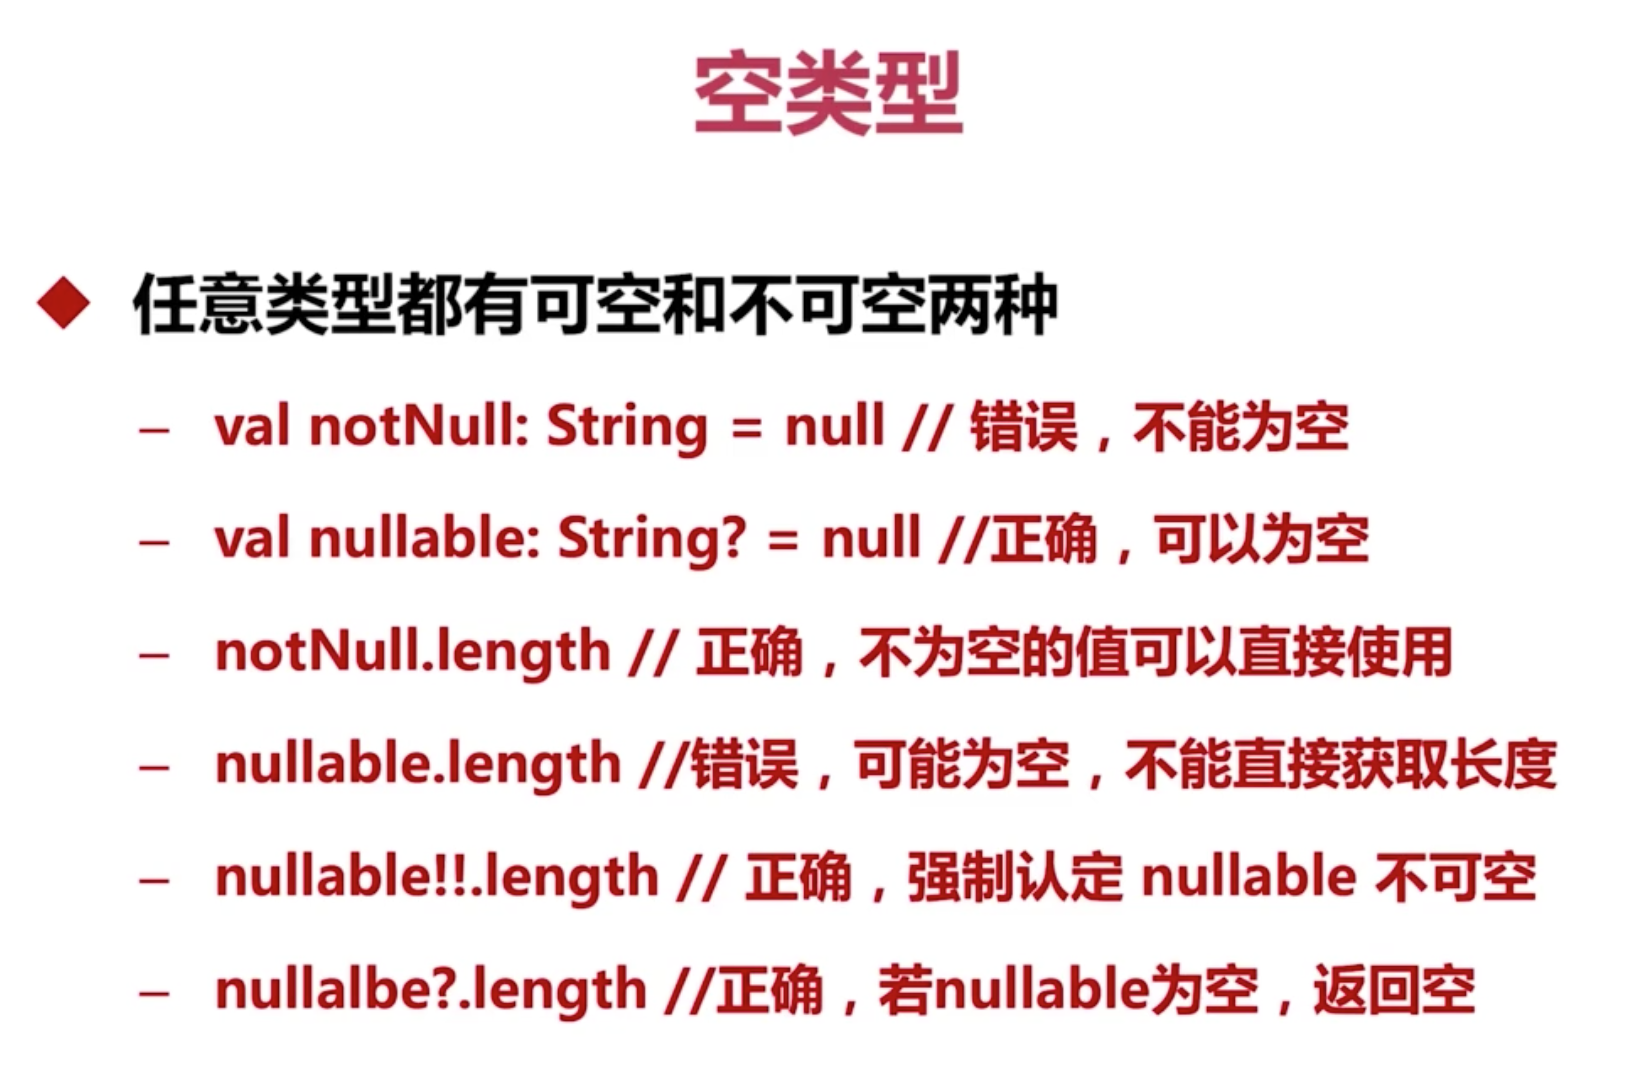 空类型
任意类型都有可空和不可空两种
– val notNull: String = null // 错误，不能为空
– val nullable: String? = null //正确，可以为空
– notNull.length // 正确，不为空的值可以直接使用
– nullable.length //错误，可能为空，不能直接获取长度
– nullable!!.length // 正确，强制认定 nullable 不可空
– nullalbe?.length //正确，若nullable为空，返回空